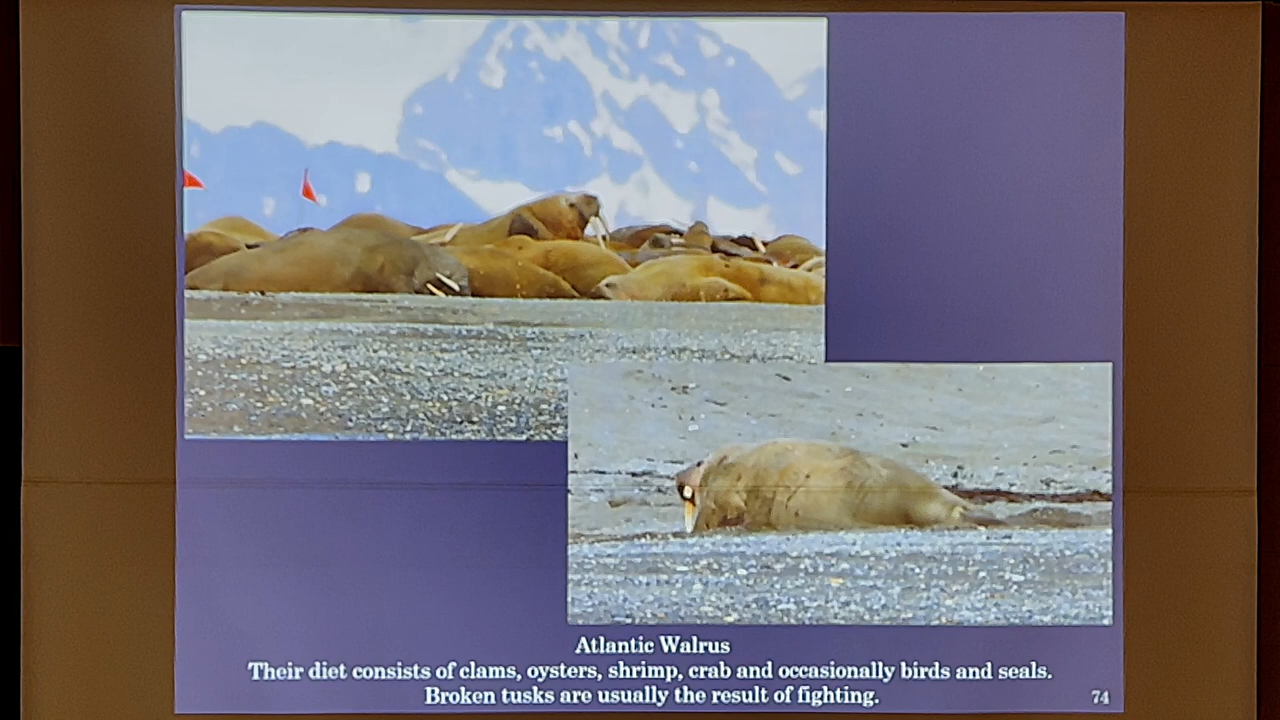 Atlantic Walrus
Their diet consists of clams, oysters, shrimp, crab and occasionally birds and seals.
Broken tusks are usually the result of fighting.
74